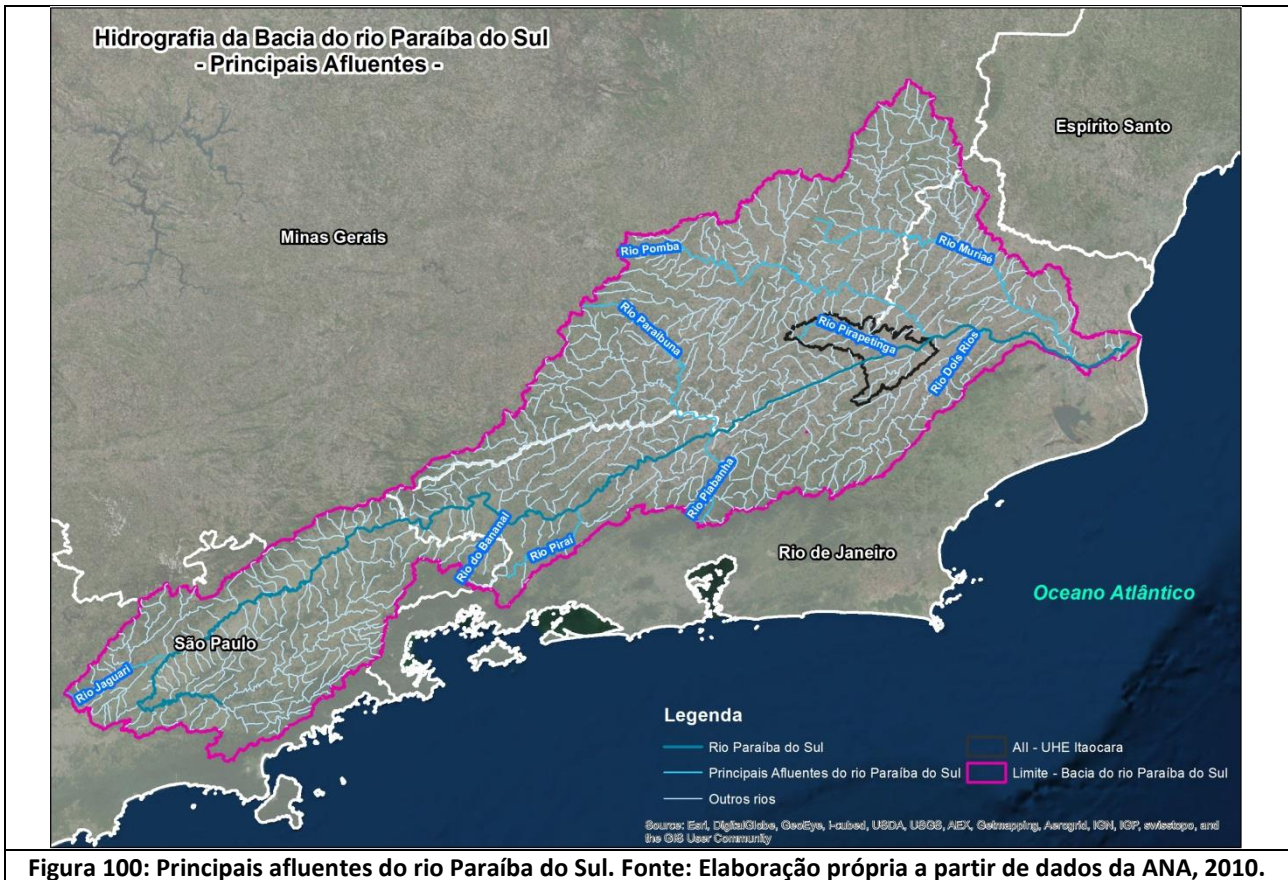 Hidrografia da Bacia do rio Paraíba do Sul
- Principais Afluentes -
Espírito Santo
Minas Gerais
Rio Pomba
Rio Muriaé
Rio Paraibuna
Rio Pirapetinga
Rio Dois Rios
Rio Piabanha
Rio do Bananal
Rio Piraí
Rio de Janeiro
Oceano Atlântico
São Paulo
Rio Jaguari
Legenda
Rio Paraíba do Sul
Principais Afluentes do rio Paraíba do Sul
Outros rios
AII - UHE Itaocara
Limite - Bacia do rio Paraíba do Sul
Source: Esri, DigitalGlobe, GeoEye, i-cubed, USDA, USGS, AEX, Getmapping, Aerogrid, IGN, IGP, swisstopo, and
the GIS User Community
Figura 100: Principais afluentes do rio Paraíba do Sul. Fonte: Elaboração própria a partir de dados da ANA, 2010.